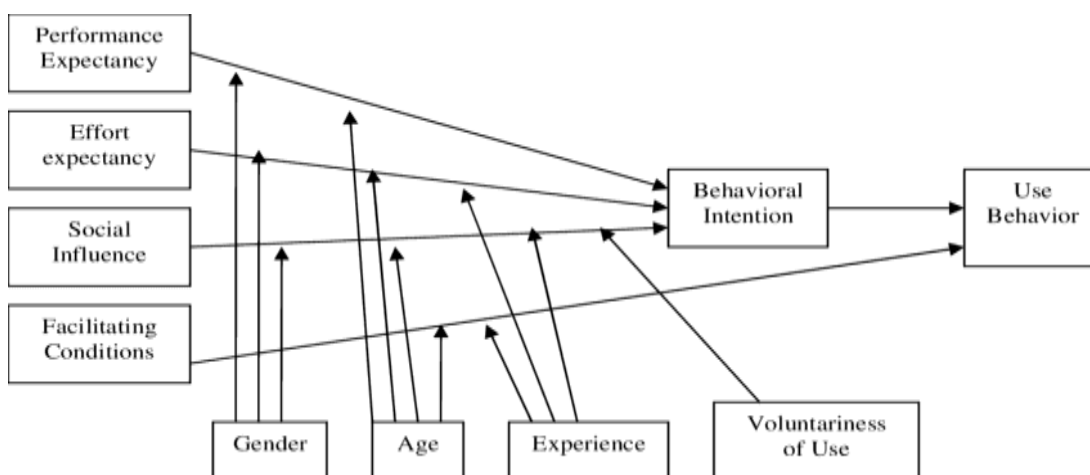 Performance
Expectancy
Effort
expectancy
Social
Influence
Facilitating
Conditions
Behavioral
Intention
Use
Behavior
Gender
Age
Experience
Voluntariness
of Use